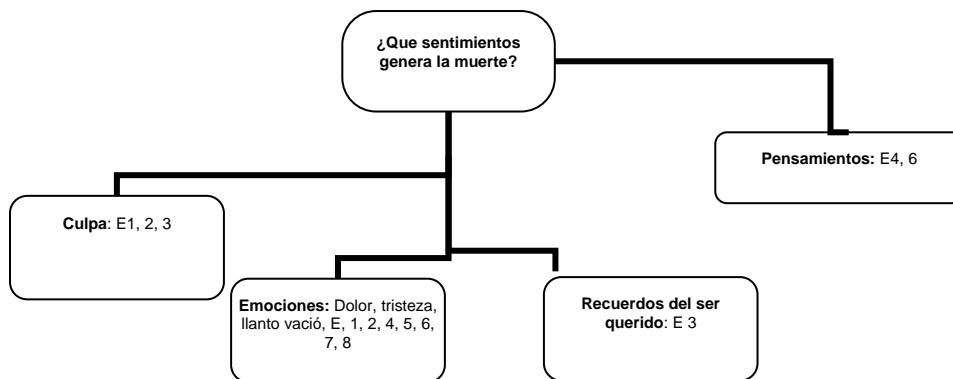 ¿Que sentimientos
genera la muerte?
Pensamientos: E4, 6
Culpa: E1, 2, 3
Emociones: Dolor, tristeza,
llanto vació, E, 1, 2, 4, 5, 6,
7, 8
Recuerdos del ser
querido: E 3